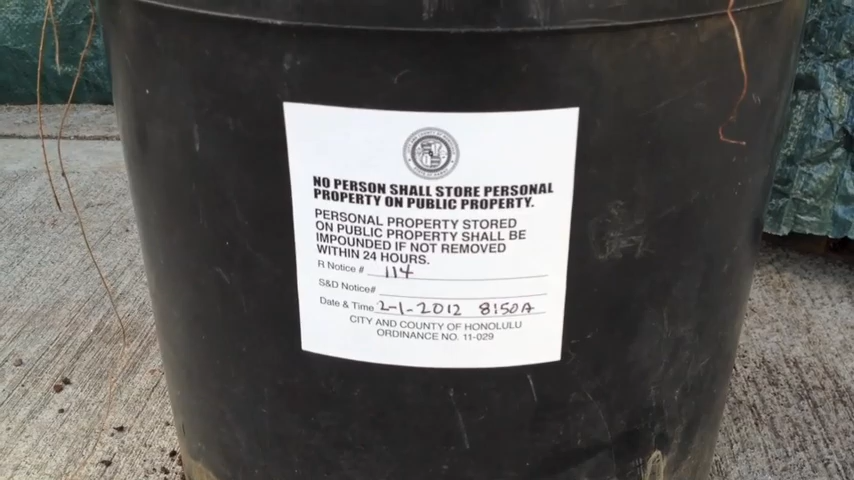 NO PERSON SHALL STORE PERSONAL
PROPERTY ON PUBLIC PROPERTY.
PERSONAL PROPERTY STORED
ON PUBLIC PROPERTY SHALL BE
IMPOUNDED IF NOT REMOVED
WITHIN 24 HOURS.
R Notice # 114
S&D Notice#
Date & Time 2-1-2012 8:50A
CITY AND COUNTY OF HONOLULU
ORDINANCE NO. 11-029